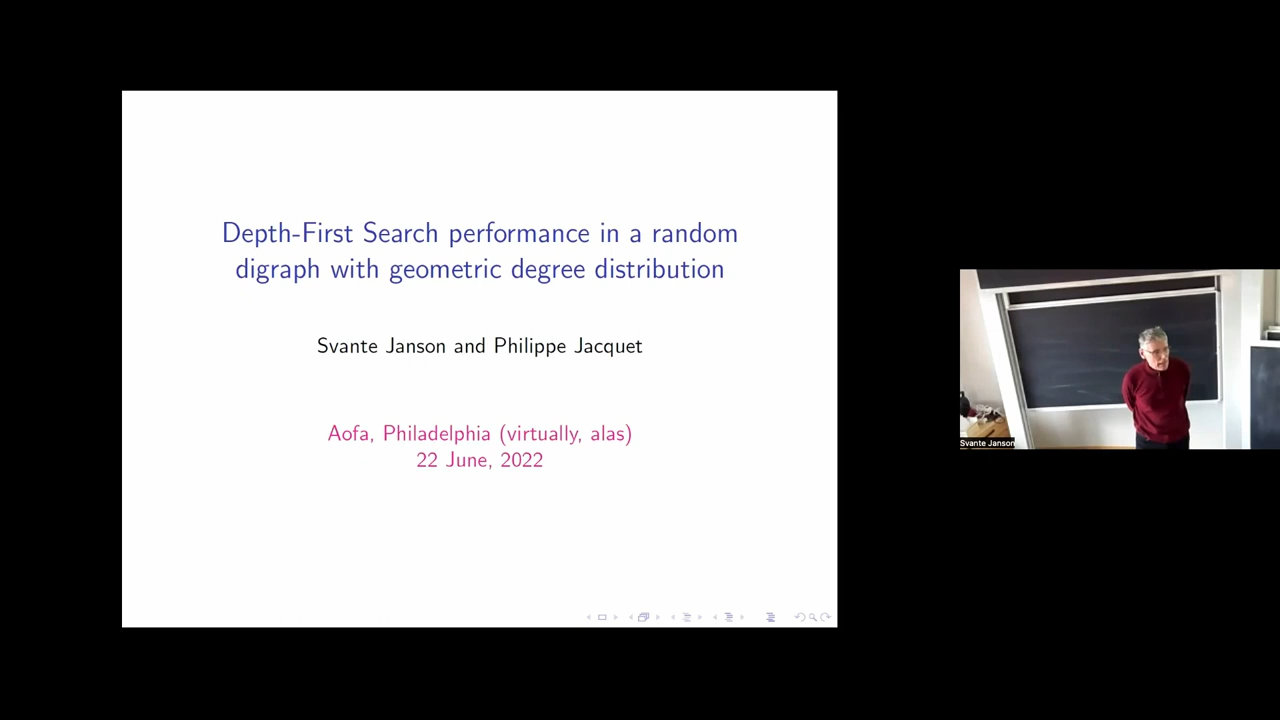 Depth-First Search performance in a random
digraph with geometric degree distribution
Svante Janson and Philippe Jacquet
Aofa, Philadelphia (virtually, alas)
22 June, 2022
Svante Janson